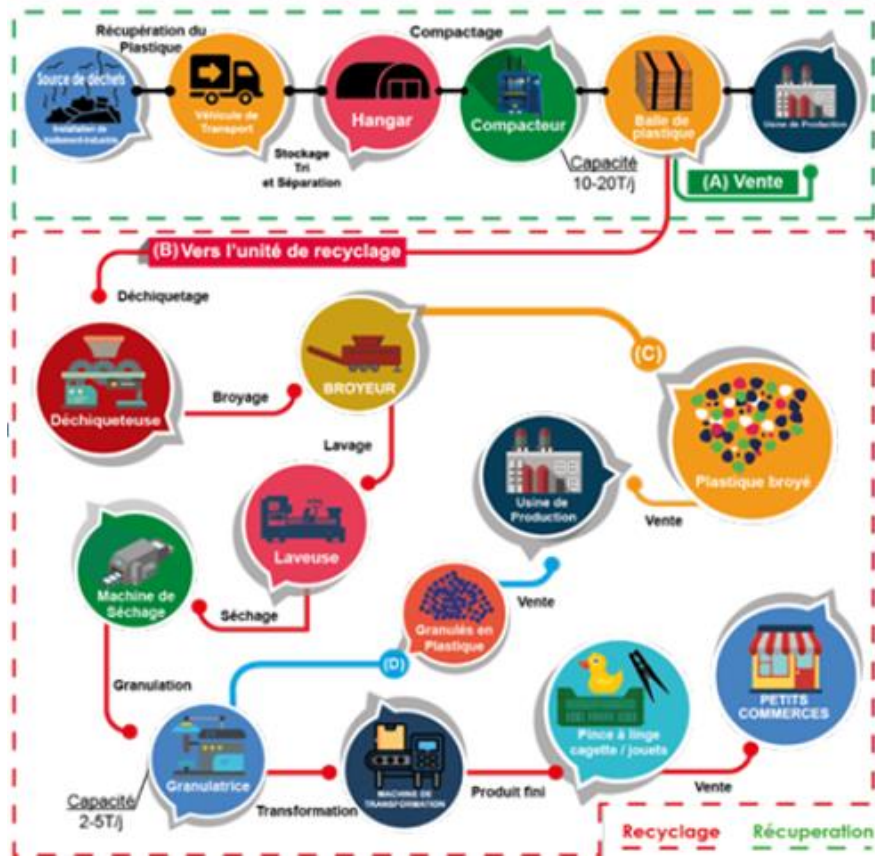 Récupération du
Plastique
Compactage
Source de déchets
Installation de
Véhicule de
Transport
Hangar
Compacteur
Balle de
plastique
Usine de Production
Stockage
Tri
et Séparation
Capacité
10-20T/j
(A) Vente
(B) Vers l'unité de recyclage
Déchiquetage
Déchiqueteuse
Broyage
BROYEUR
(C)
Plastique broyé
Lavage
Usine de
Production
Vente
Laveuse
Machine de
Séchage
Séchage
Granulés en
Plastique
Vente
(D)
Granulation
Granulatrice
Capacité
2-5T/j
Transformation
MACHINE DE
TRANSFORMATION
Produit fini
Pince à linge
cagette / jouets
Vente
PETITS
COMMERCES
Recyclage
Récuperation